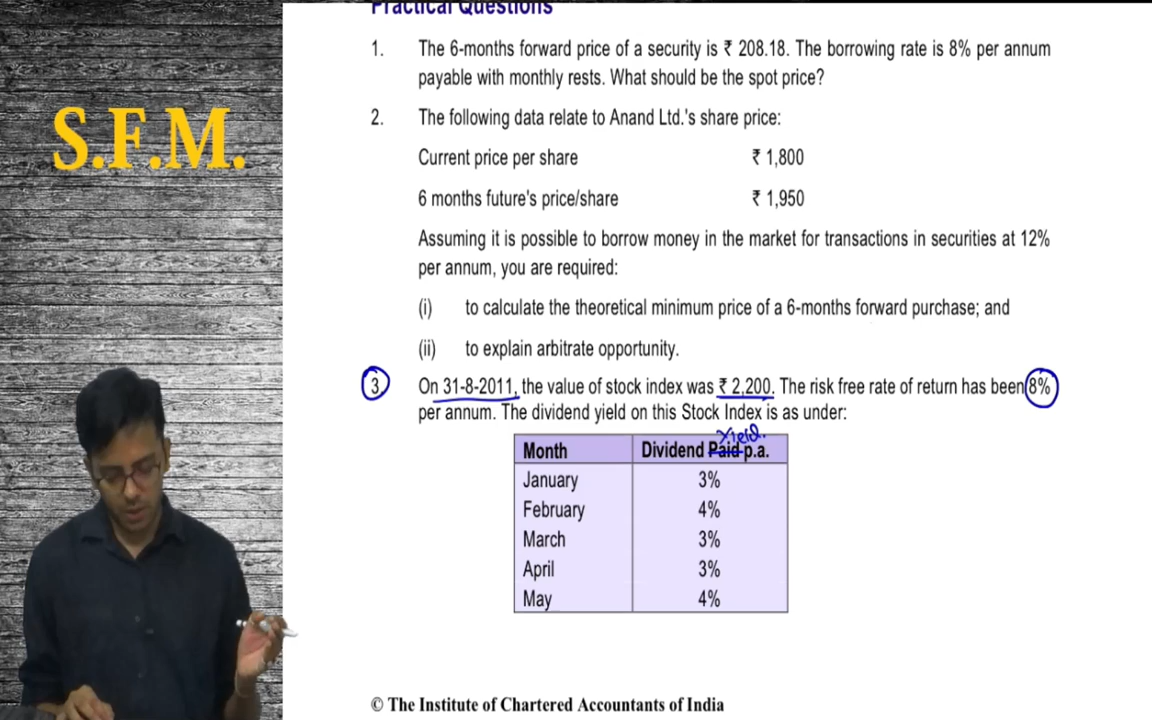 Practical Questions
S.F.M.
1. The 6-months forward price of a security is ₹ 208.18. The borrowing rate is 8% per annum
payable with monthly rests. What should be the spot price?
2. The following data relate to Anand Ltd.'s share price:
Current price per share ₹ 1,800
6 months future's price/share ₹ 1,950
Assuming it is possible to borrow money in the market for transactions in securities at 12%
per annum, you are required:
(i) to calculate the theoretical minimum price of a 6-months forward purchase; and
(ii) to explain arbitrate opportunity.
3. On 31-8-2011, the value of stock index was ₹ 2,200. The risk free rate of return has been 8%
per annum. The dividend yield on this Stock Index is as under:
Yield.
Month Dividend Paid p.a.
January 3%
February 4%
March 3%
April 3%
May 4%
© The Institute of Chartered Accountants of India